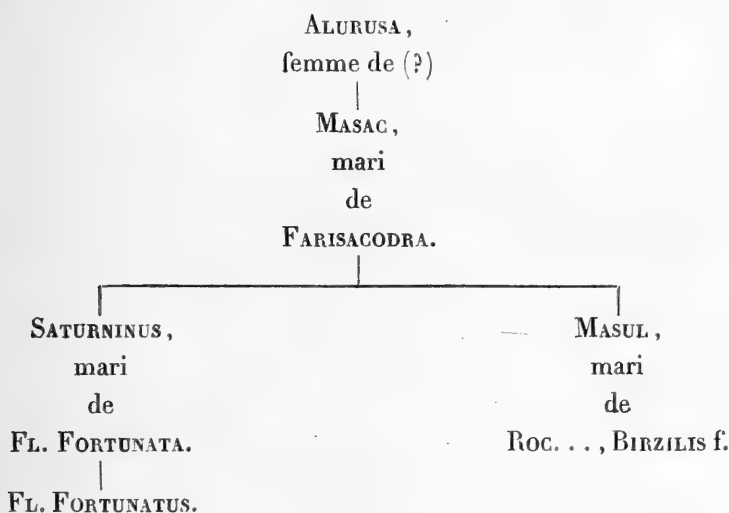 Alurusa,
femme de (?)
Masac,
mari
de
Farisacodra.
Saturninus,
mari
de
Fl. Fortunata.
Fl. Fortunatus.
Masul,
mari
de
Roc. . . , Birzilis f.